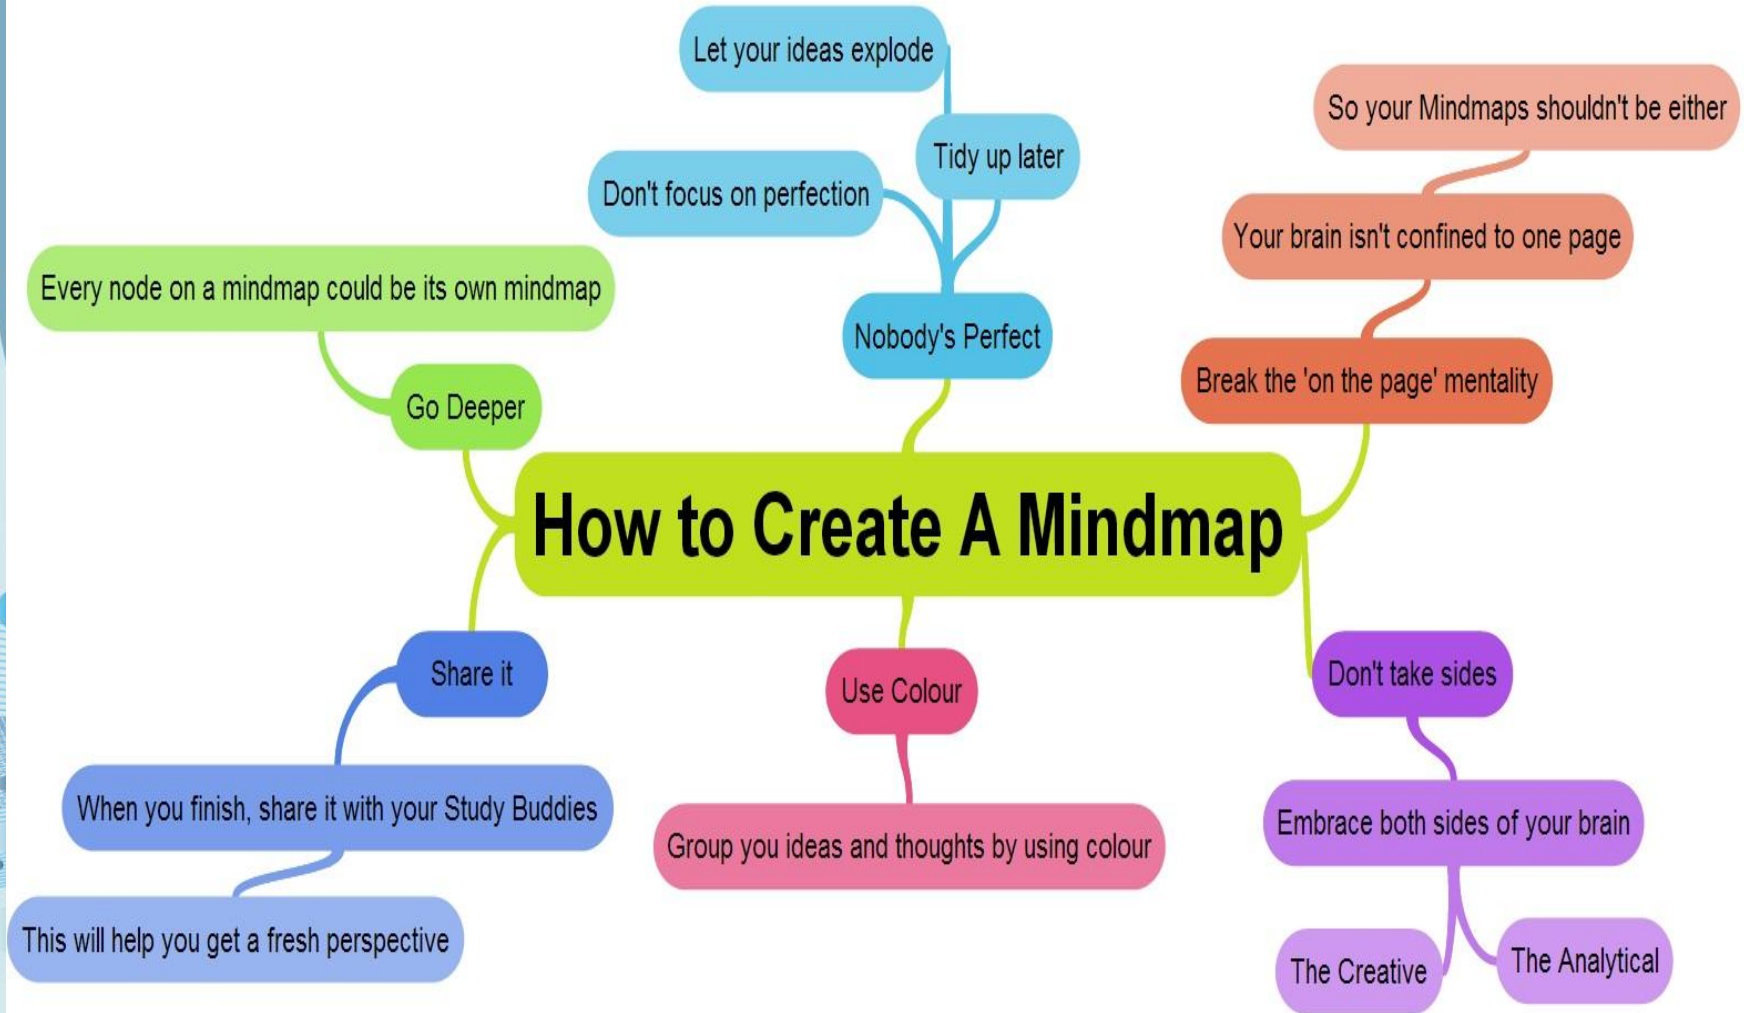 Let your ideas explode
Tidy up later
Don't focus on perfection
Nobody's Perfect
So your Mindmaps shouldn't be either
Your brain isn't confined to one page
Break the 'on the page' mentality
Every node on a mindmap could be its own mindmap
Go Deeper
How to Create A Mindmap
Share it
When you finish, share it with your Study Buddies
This will help you get a fresh perspective
Use Colour
Group you ideas and thoughts by using colour
Don't take sides
Embrace both sides of your brain
The Creative
The Analytical